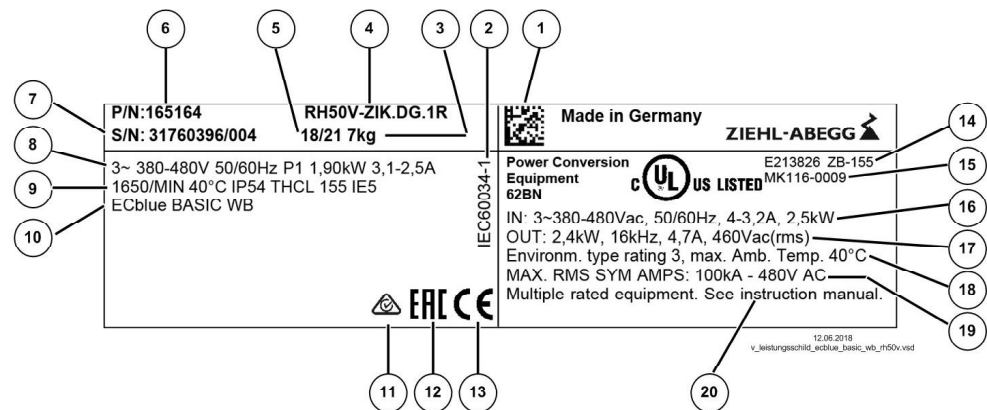 6
5
4
3
2
1
7
8
9
10
P/N:165164 RH50V-ZIK.DG.1R
S/N: 31760396/004 18/21 7kg
3~ 380-480V 50/60Hz P1 1,90kW 3,1-2,5A
1650/MIN 40°C IP54 THCL 155 IE5
ECblue BASIC WB
IEC60034-1
EAC CE
Made in Germany
ZIEHL-ABEGG
Power Conversion
Equipment
62BN
C UL US LISTED
E213826 ZB-155
MK116-0009
IN: 3~380-480Vac, 50/60Hz, 4-3,2A, 2,5kW
OUT: 2,4kW, 16kHz, 4,7A, 460Vac(rms)
Environm. type rating 3, max. Amb. Temp. 40°C
MAX. RMS SYM AMPS: 100kA - 480V AC
Multiple rated equipment. See instruction manual.
14
15
16
17
18
19
12.06.2018
v_leistungsschild_ecblue_basic_wb_rh50v.vsd
11
12
13
20